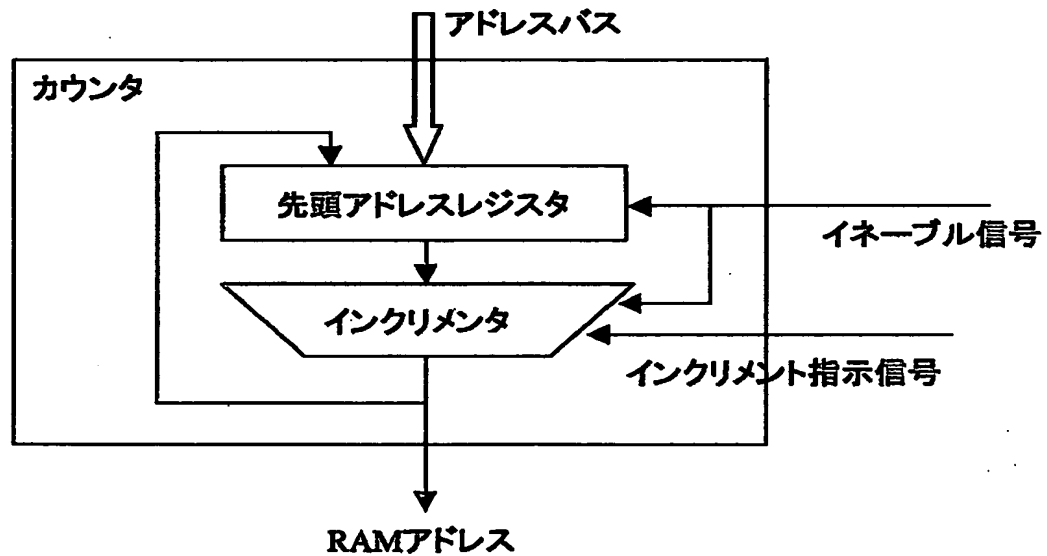 アドレスバス
カウンタ
先頭アドレスレジスタ
イネーブル信号
インクリメンタ
インクリメント指示信号
RAMアドレス